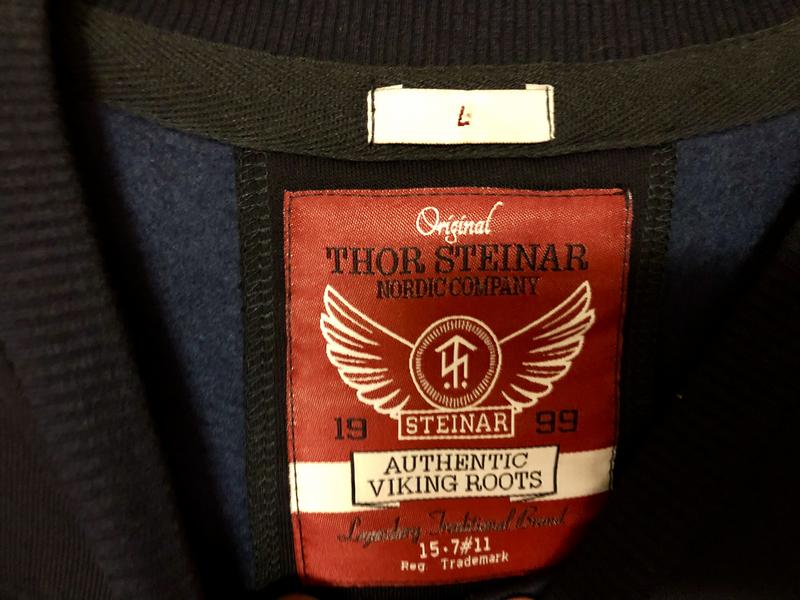 L
Original
THOR STEINAR
NORDIC COMPANY
19 STEINAR 99
AUTHENTIC
VIKING ROOTS
Legendary Traditional Brand
15·7#11
Reg. Trademark